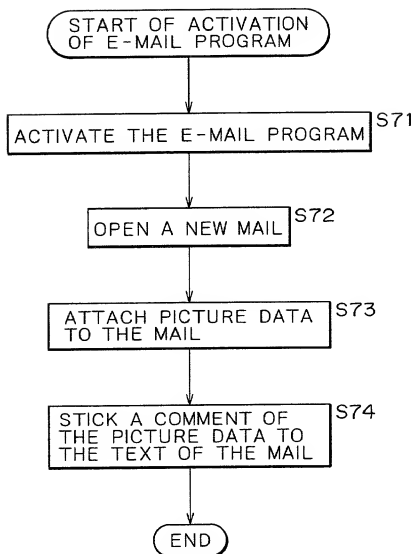 START OF ACTIVATION
OF E-MAIL PROGRAM
S71
ACTIVATE THE E-MAIL PROGRAM
S72
OPEN A NEW MAIL
S73
ATTACH PICTURE DATA
TO THE MAIL
S74
STICK A COMMENT OF
THE PICTURE DATA TO
THE TEXT OF THE MAIL
END